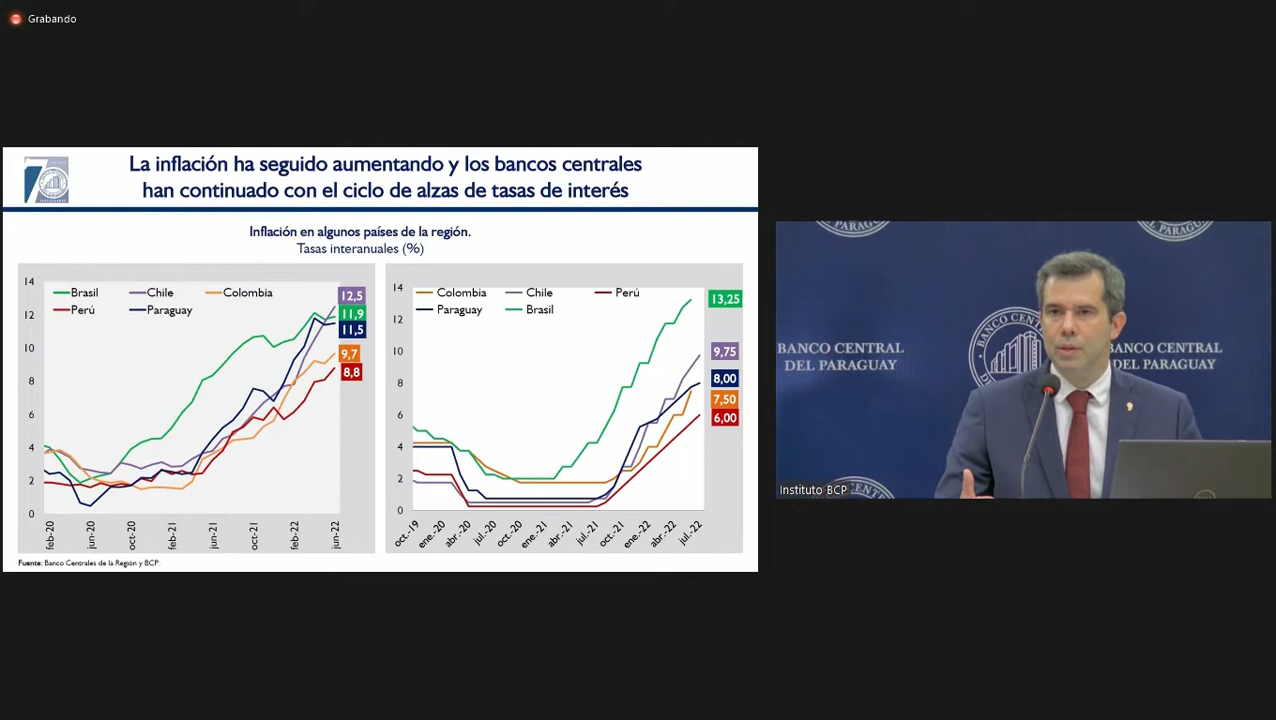 Grabando
La inflación ha seguido aumentando y los bancos centrales
han continuado con el ciclo de alzas de tasas de interés
Inflación en algunos países de la región.
Tasas interanuales (%)
14
12
10
8
6
4
2
0
Brasil
Chile
Colombia
Perú
Paraguay
12,5
11,9
11,5
9,7
8,8
feb.-20
jun.-20
oct.-20
feb.-21
jun.-21
oct.-21
feb.-22
jun.-22
14
12
10
8
6
4
2
0
Colombia
Chile
Perú
Paraguay
Brasil
13,25
9,75
8,00
7,50
6,00
oct.-19
ene.-20
abr.-20
jul.-20
oct.-20
ene.-21
abr.-21
jul.-21
oct.-21
ene.-22
abr.-22
jul.-22
Fuente: Banco Centrales de la Región y BCP.
BANCO CENTRAL
DEL PARAGUAY
BANCO CENTRAL
DEL PARAGUAY
Instituto BCP